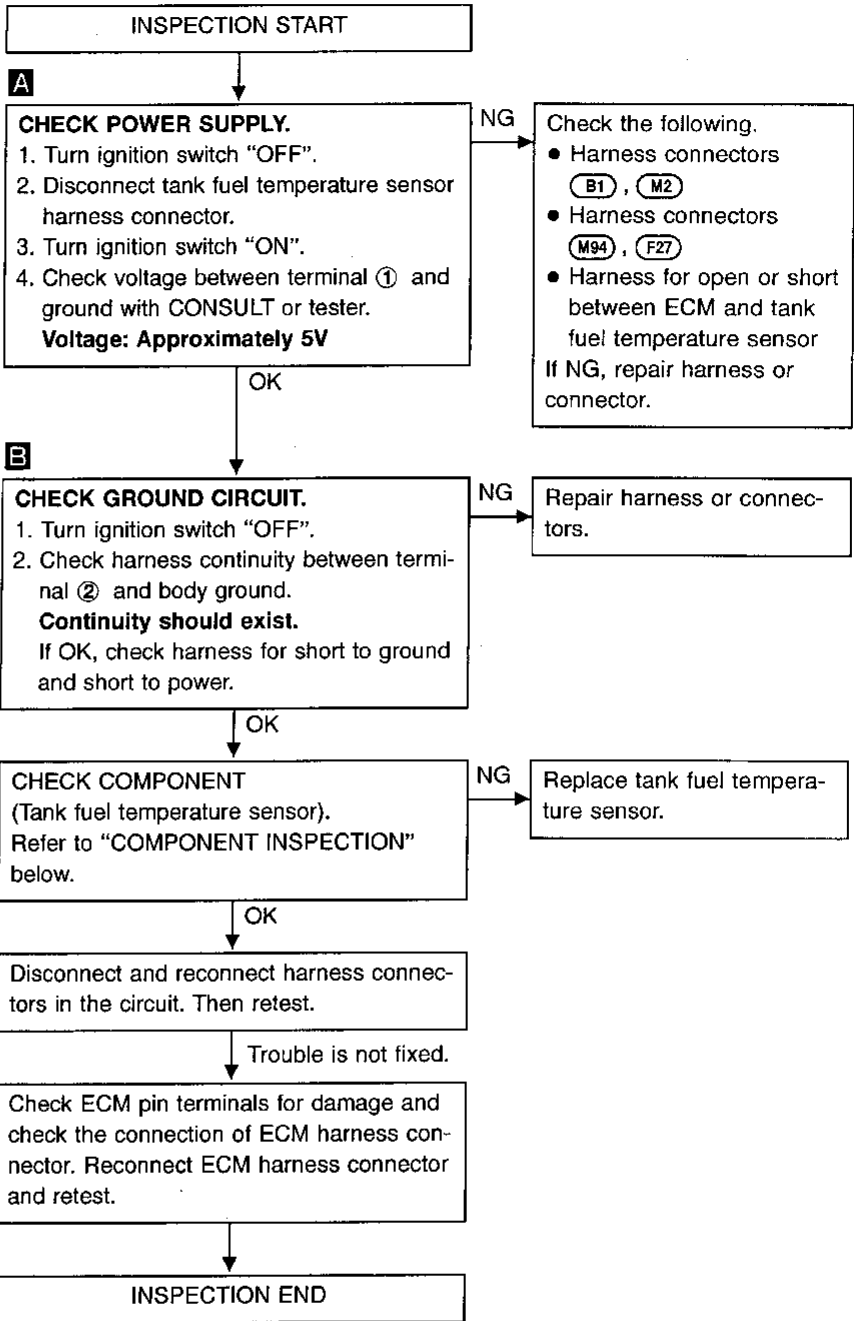 INSPECTION START
A
CHECK POWER SUPPLY.
1. Turn ignition switch “OFF”.
2. Disconnect tank fuel temperature sensor
harness connector.
3. Turn ignition switch “ON”.
4. Check voltage between terminal ① and
ground with CONSULT or tester.
Voltage: Approximately 5V
NG
Check the following.
● Harness connectors
B1 , M2
● Harness connectors
M94 , F27
● Harness for open or short
between ECM and tank
fuel temperature sensor
If NG, repair harness or
connector.
OK
B
CHECK GROUND CIRCUIT.
1. Turn ignition switch “OFF”.
2. Check harness continuity between termi-
nal ② and body ground.
Continuity should exist.
If OK, check harness for short to ground
and short to power.
NG
Repair harness or connec-
tors.
OK
CHECK COMPONENT
(Tank fuel temperature sensor).
Refer to “COMPONENT INSPECTION”
below.
NG
Replace tank fuel tempera-
ture sensor.
OK
Disconnect and reconnect harness connec-
tors in the circuit. Then retest.
Trouble is not fixed.
Check ECM pin terminals for damage and
check the connection of ECM harness con-
nector. Reconnect ECM harness connector
and retest.
INSPECTION END